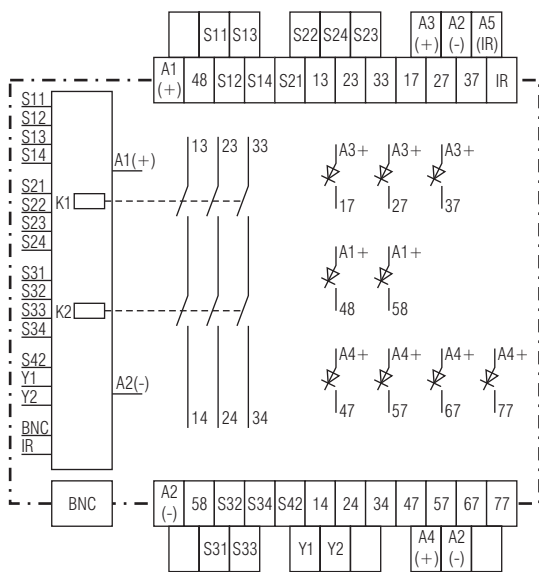 S11 S13 S22 S24 S23 A3 (+) A2 (-) A5 (IR)
A1 (+) 48 S12 S14 S21 13 23 33 17 27 37 IR
S11
S12
S13
S14
A1(+)
S21
K1
S22
S23
S24
S31
S32
K2
S33
S34
S42
Y1
A2(-)
Y2
BNC
IR
13 23 33
14 24 34
A3+ A3+ A3+
17 27 37
A1+ A1+
48 58
A4+ A4+ A4+ A4+
47 57 67 77
BNC
A2 (-) 58 S32 S34 S42 14 24 34 47 57 67 77
S31 S33 Y1 Y2 A4 (+) A2 (-)